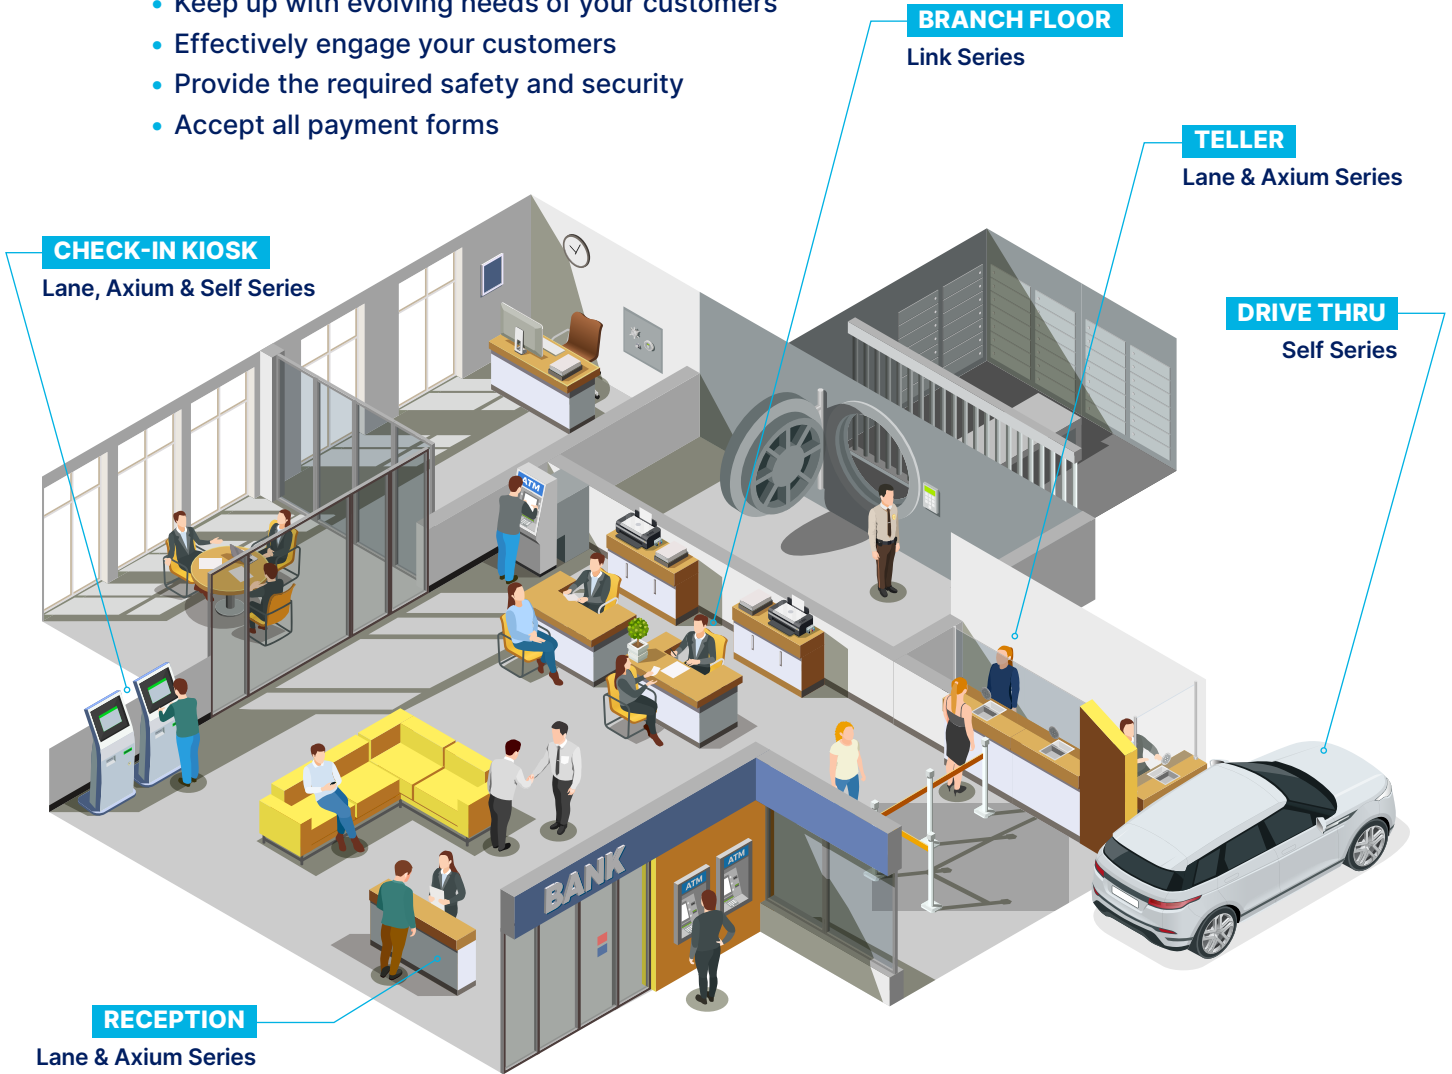 • Keep up with evolving needs of your customers
• Effectively engage your customers
• Provide the required safety and security
• Accept all payment forms
BRANCH FLOOR
Link Series
TELLER
Lane & Axium Series
CHECK-IN KIOSK
Lane, Axium & Self Series
DRIVE THRU
Self Series
ATM
BANK
ATM
ATM
RECEPTION
Lane & Axium Series